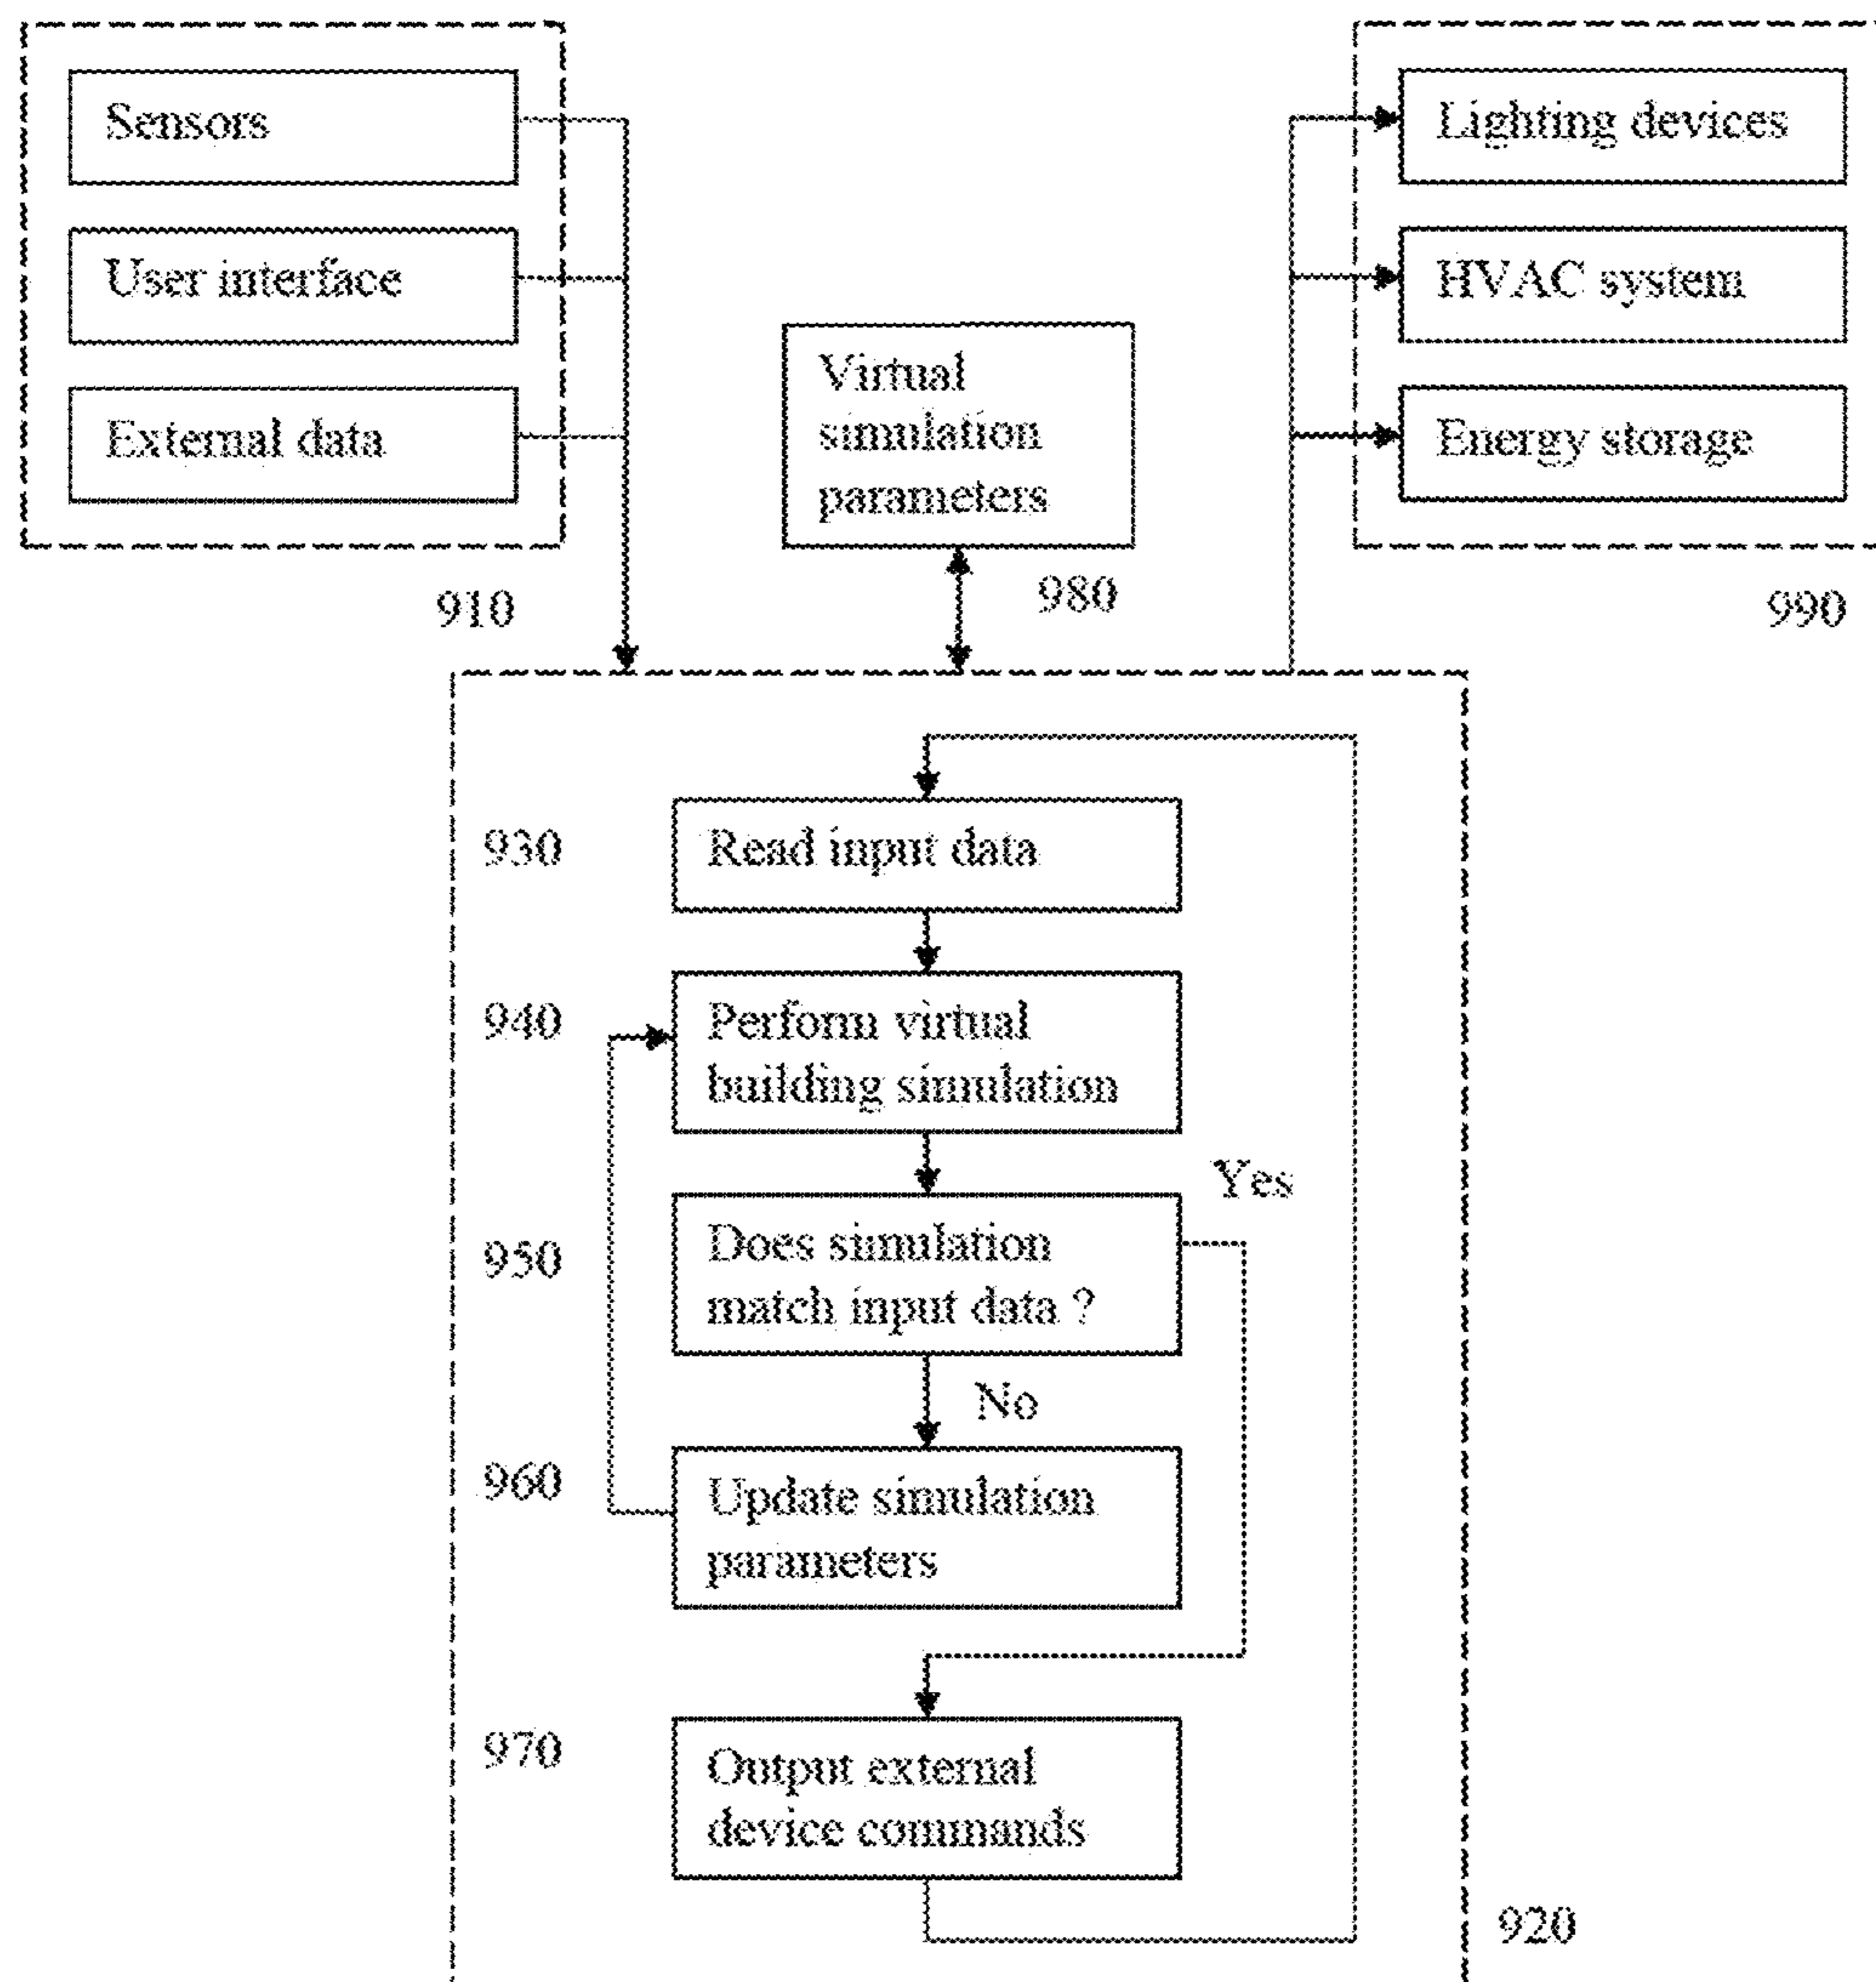 Sensors
User interface
External data
910
Virtual
simulation
parameters
980
Lighting devices
HVAC system
Energy storage
990
930
Read input data
940
Perform virtual
building simulation
Yes
950
Does simulation
match input data ?
No
960
Update simulation
parameters
970
Output external
device commands
920